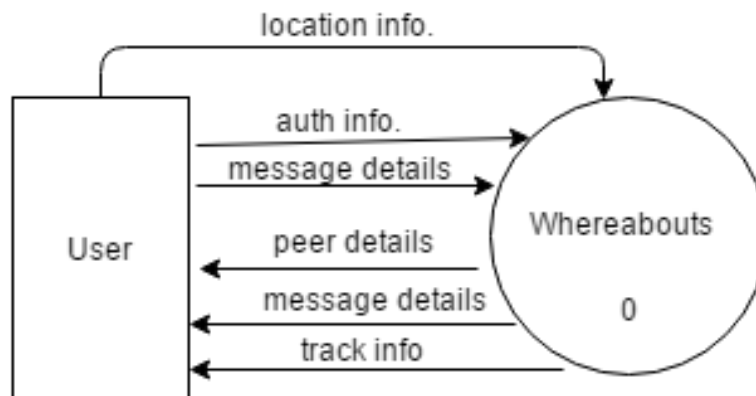 location info.
auth info.
message details
User
Whereabouts
peer details
0
message details
track info